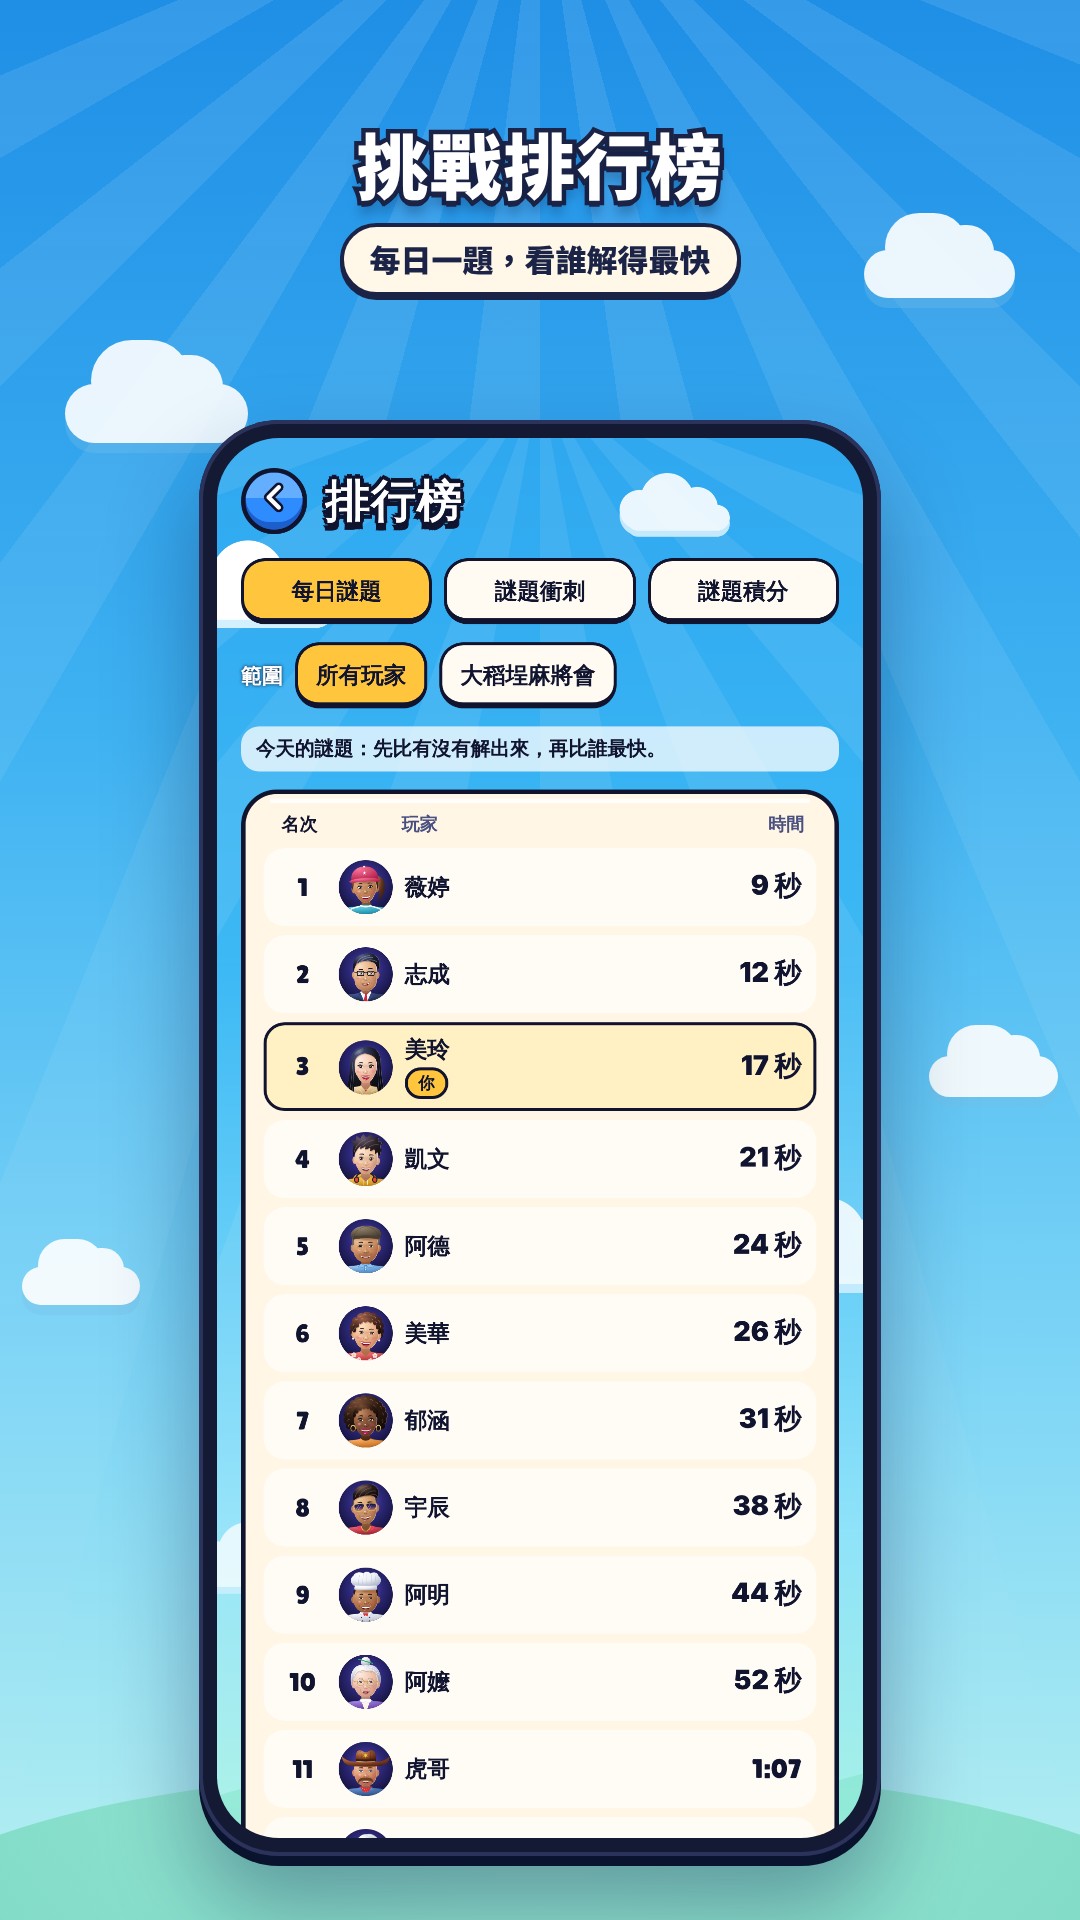 挑戰排行榜
每日一題，看誰解得最快
排行榜
每日謎題 謎題衝刺 謎題積分
範圍 所有玩家 大稻埕麻將會
今天的謎題：先比有沒有解出來，再比誰最快。
名次 玩家 時間
1 薇婷 9 秒
2 志成 12 秒
3 美玲 17 秒
你
4 凱文 21 秒
5 阿德 24 秒
6 美華 26 秒
7 郁涵 31 秒
8 宇辰 38 秒
9 阿明 44 秒
10 阿嬤 52 秒
11 虎哥 1:07